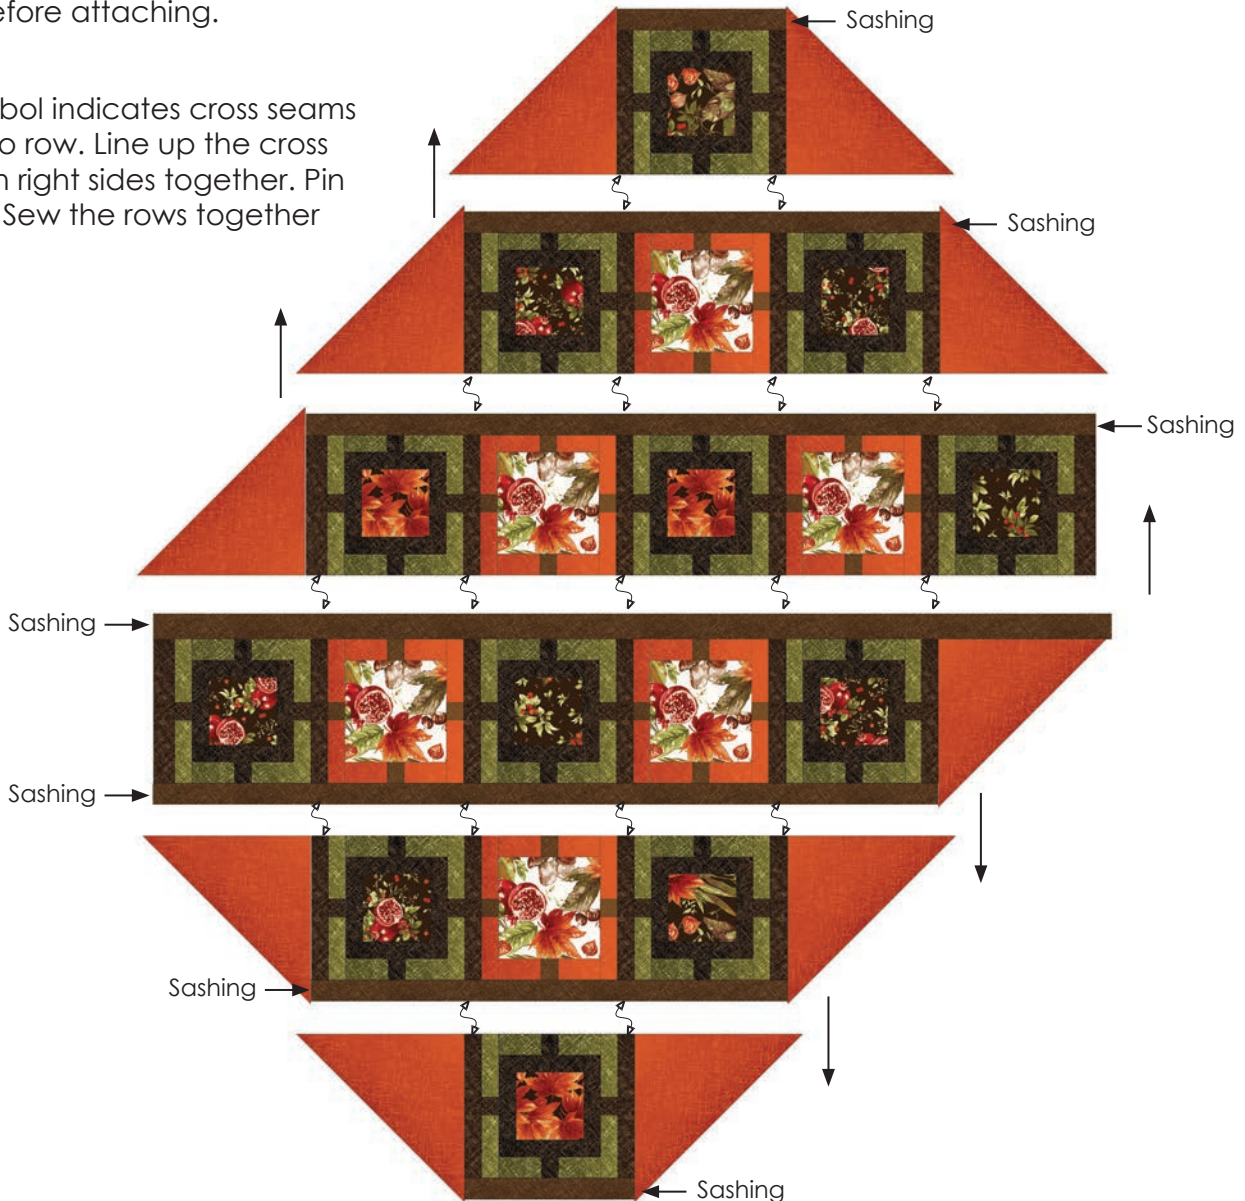 efore attaching.
Sashing
bol indicates cross seams
o row. Line up the cross
n right sides together. Pin
Sew the rows together
Sashing
Sashing
Sashing
Sashing
Sashing
Sashing